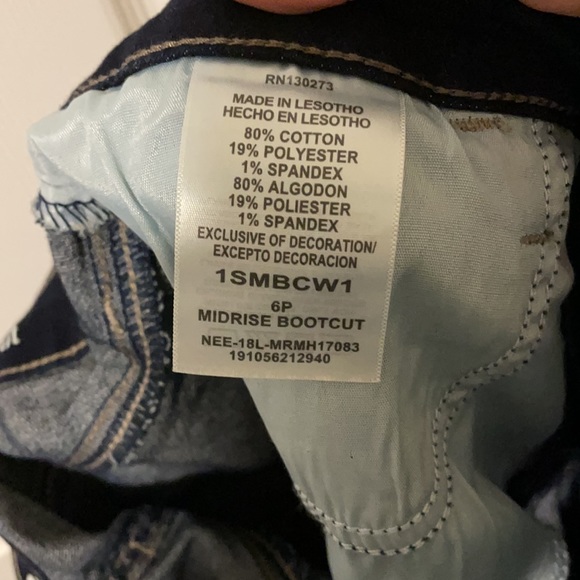 RN130273
MADE IN LESOTHO
HECHO EN LESOTHO
80% COTTON
19% POLYESTER
1% SPANDEX
80% ALGODON
19% POLIESTER
1% SPANDEX
EXCLUSIVE OF DECORATION/
EXCEPTO DECORACION
1SMBCW1
6P
MIDRISE BOOTCUT
NEE-18L-MRMH17083
191056212940